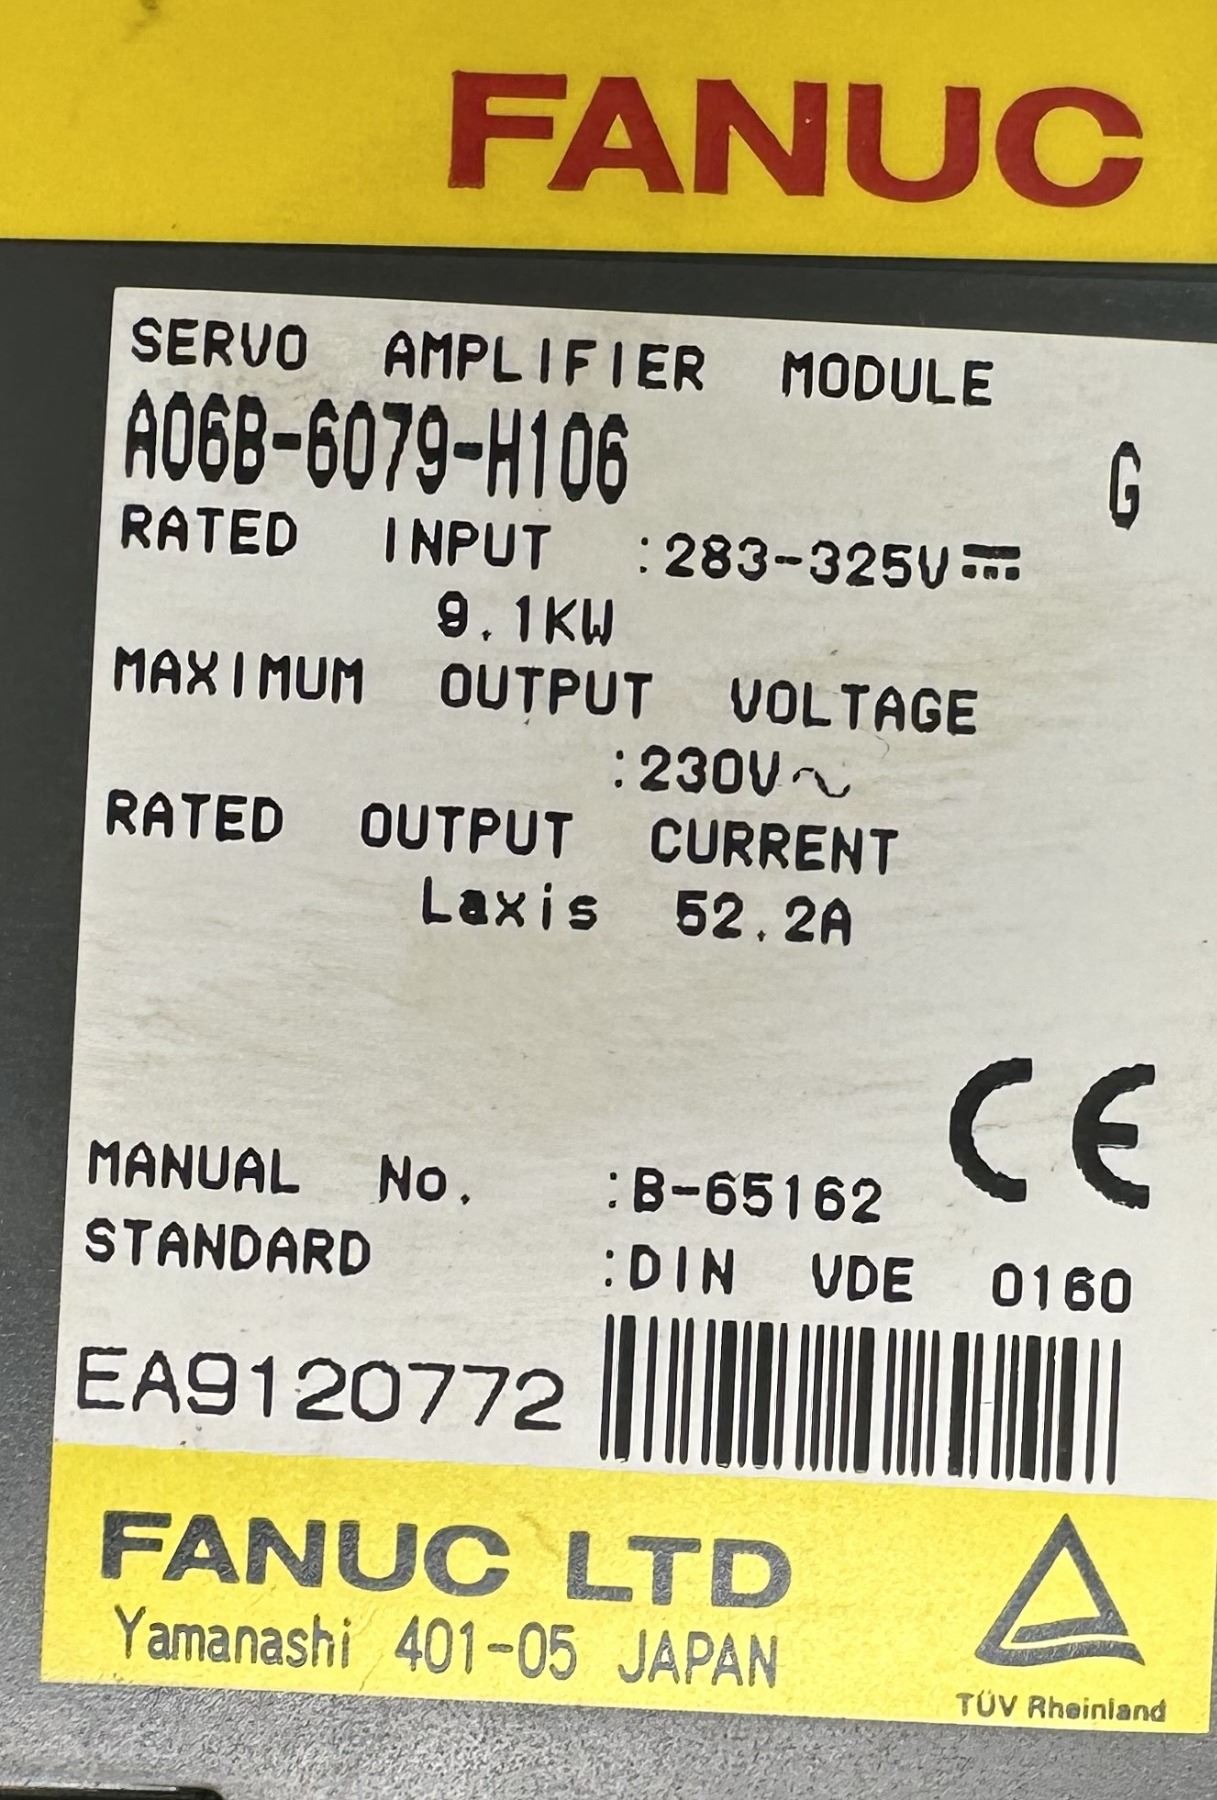 FANUC
SERVO AMPLIFIER MODULE
A06B-6079-H106 G
RATED INPUT :283-325V⎓
9.1KW
MAXIMUM OUTPUT VOLTAGE
:230V~
RATED OUTPUT CURRENT
Laxis 52.2A
CE
MANUAL No. :B-65162
STANDARD :DIN VDE 0160
EA9120772
FANUC LTD
Yamanashi 401-05 JAPAN
TÜV Rheinland